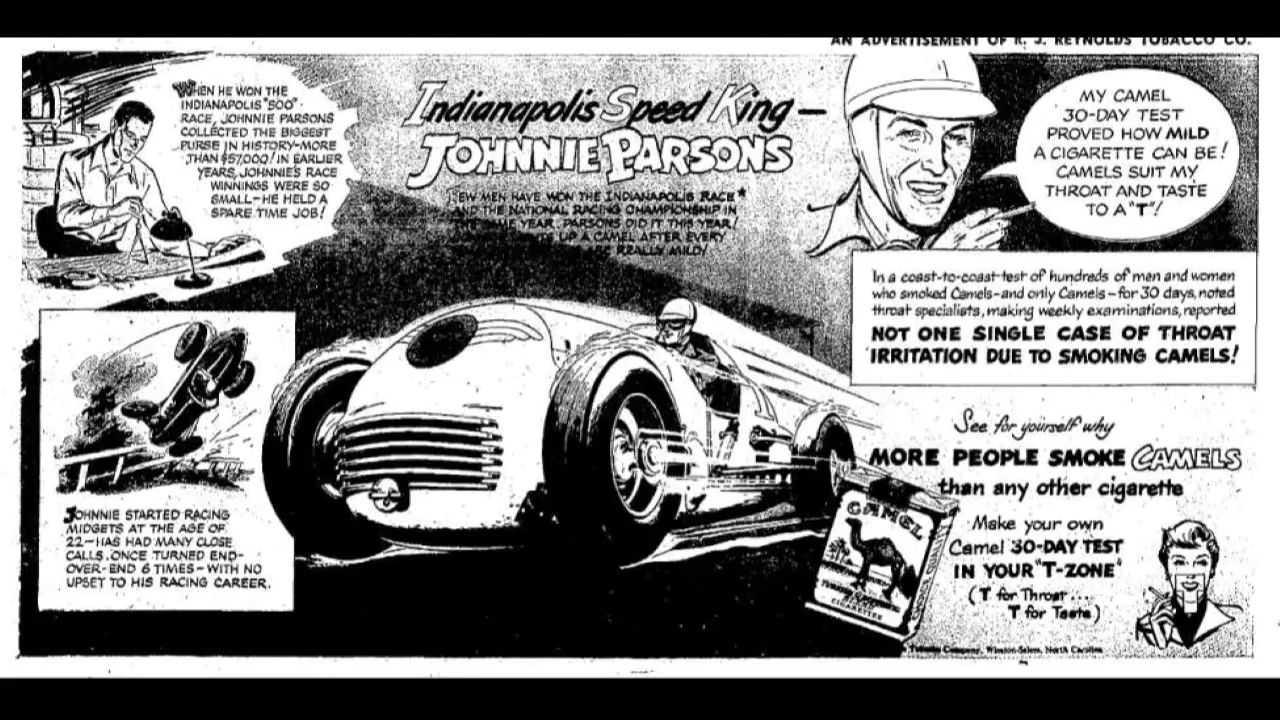 AN ADVERTISEMENT OF R. J. REYNOLDS TOBACCO CO.
WHEN HE WON THE
INDIANAPOLIS "500"
RACE, JOHNNIE PARSONS
COLLECTED THE BIGGEST
PURSE IN HISTORY—MORE
THAN $57,000! IN EARLIER
YEARS, JOHNNIE'S RACE
WINNINGS WERE SO
SMALL—HE HELD A
SPARE TIME JOB!
Indianapolis Speed King—
JOHNNIE PARSONS
FEW MEN HAVE WON THE INDIANAPOLIS RACE*
AND THE NATIONAL RACING CHAMPIONSHIP IN
THE SAME YEAR. PARSONS DID IT THIS YEAR!
UP A CAMEL AFTER EVERY
REALLY MILD!
MY CAMEL
30-DAY TEST
PROVED HOW MILD
A CIGARETTE CAN BE!
CAMELS SUIT MY
THROAT AND TASTE
TO A "T"!
In a coast-to-coast test of hundreds of men and women
who smoked Camels—and only Camels—for 30 days, noted
throat specialists, making weekly examinations, reported
NOT ONE SINGLE CASE OF THROAT
IRRITATION DUE TO SMOKING CAMELS!
JOHNNIE STARTED RACING
MIDGETS AT THE AGE OF
22—HAS HAD MANY CLOSE
CALLS. ONCE TURNED END-
OVER-END 6 TIMES—WITH NO
UPSET TO HIS RACING CAREER.
See for yourself why
MORE PEOPLE SMOKE CAMELS
than any other cigarette
Make your own
Camel 30-DAY TEST
IN YOUR "T-ZONE"
(T for Throat...
T for Taste)
CAMEL
CIGARETTES
Tobacco Company, Winston-Salem, North Carolina